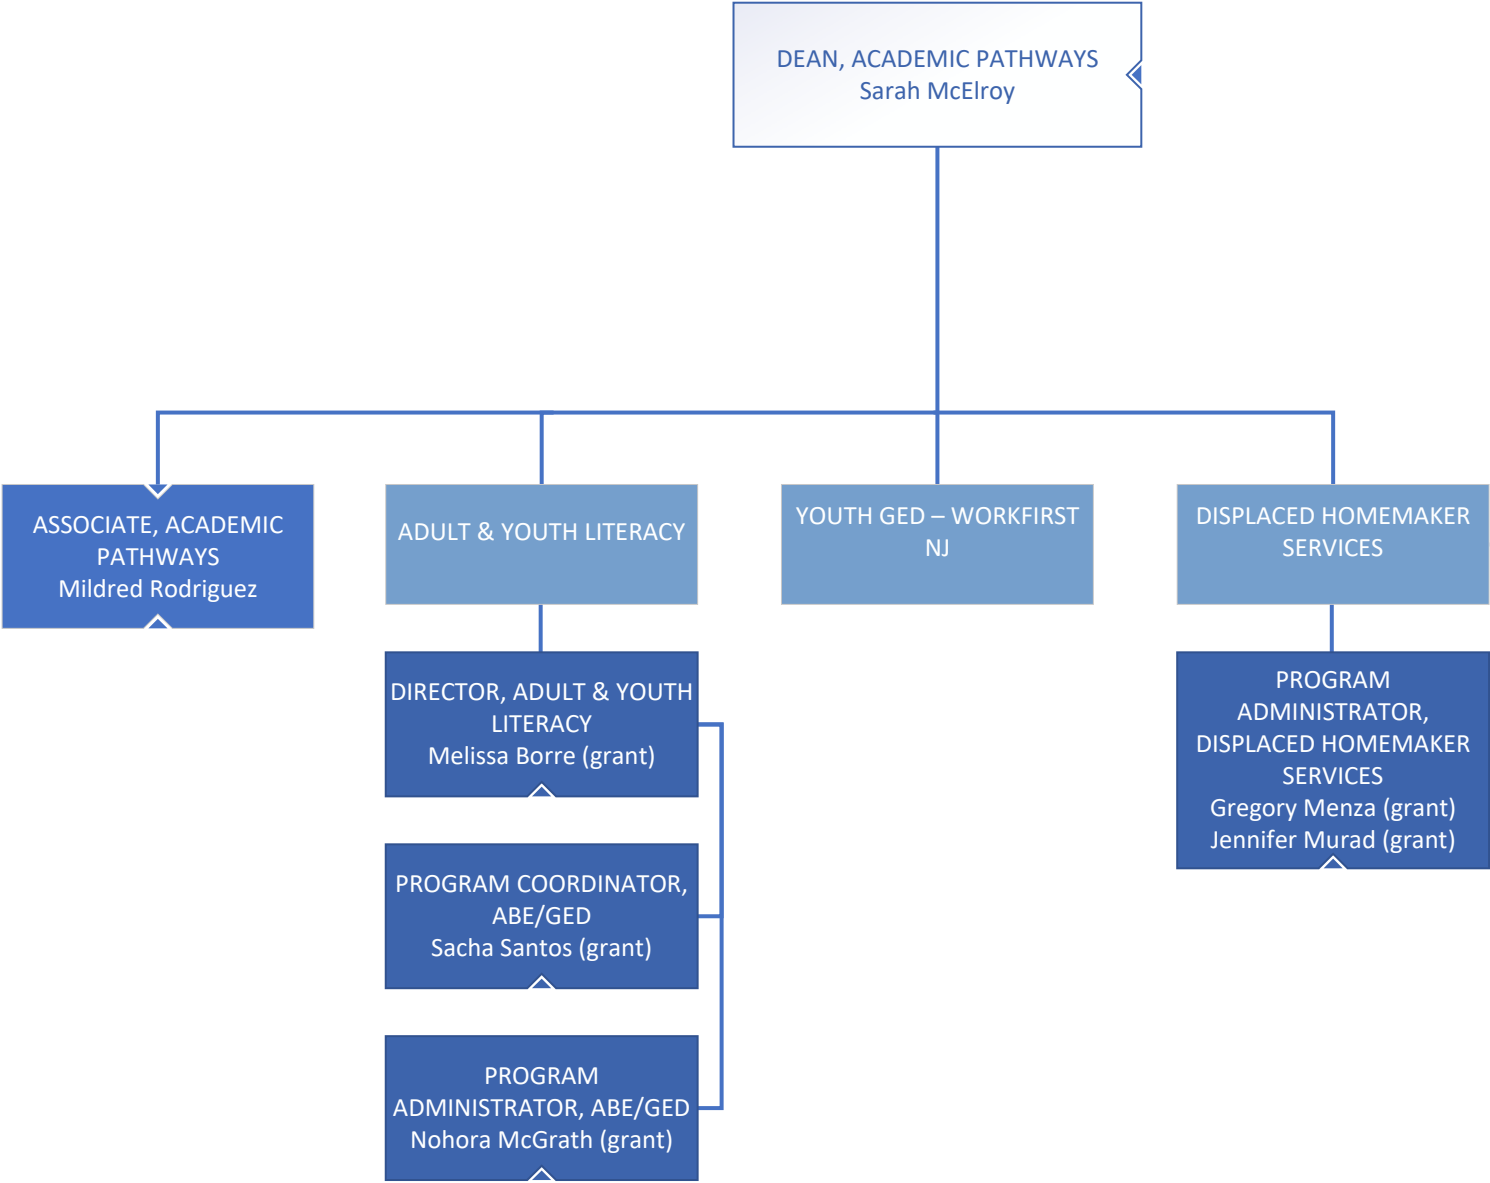 DEAN, ACADEMIC PATHWAYS
Sarah McElroy
ASSOCIATE, ACADEMIC
PATHWAYS
Mildred Rodriguez
ADULT & YOUTH LITERACY
YOUTH GED – WORKFIRST
NJ
DISPLACED HOMEMAKER
SERVICES
DIRECTOR, ADULT & YOUTH
LITERACY
Melissa Borre (grant)
PROGRAM COORDINATOR,
ABE/GED
Sacha Santos (grant)
PROGRAM
ADMINISTRATOR, ABE/GED
Nohora McGrath (grant)
PROGRAM
ADMINISTRATOR,
DISPLACED HOMEMAKER
SERVICES
Gregory Menza (grant)
Jennifer Murad (grant)